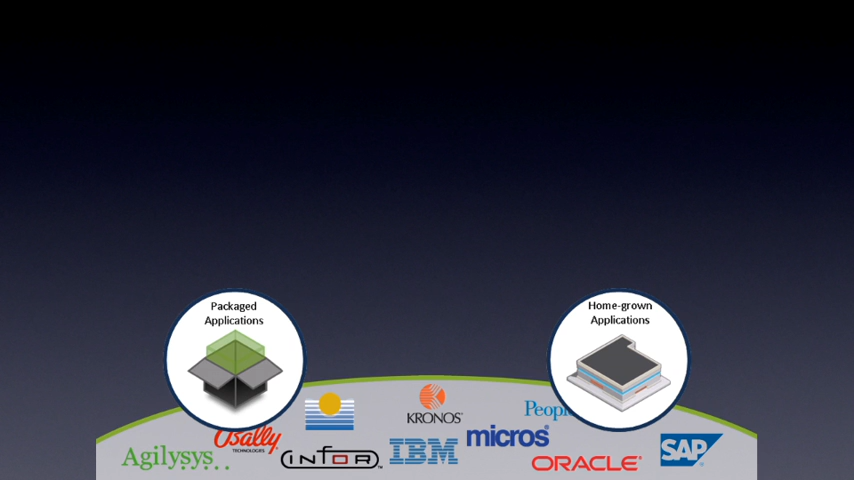 Packaged
Applications
Home-grown
Applications
KRONOS
Agilysys
Bally
TECHNOLOGIES
INFOR
IBM
micros
ORACLE
SAP